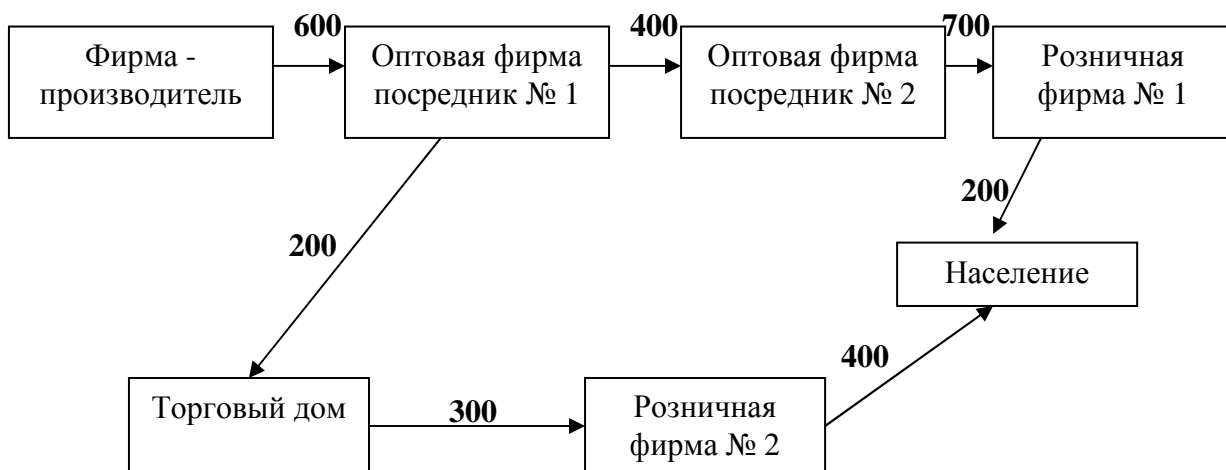 600
400
700
Фирма -
производитель
Оптовая фирма
посредник № 1
Оптовая фирма
посредник № 2
Розничная
фирма № 1
200
200
Население
400
Торговый дом
300
Розничная
фирма № 2